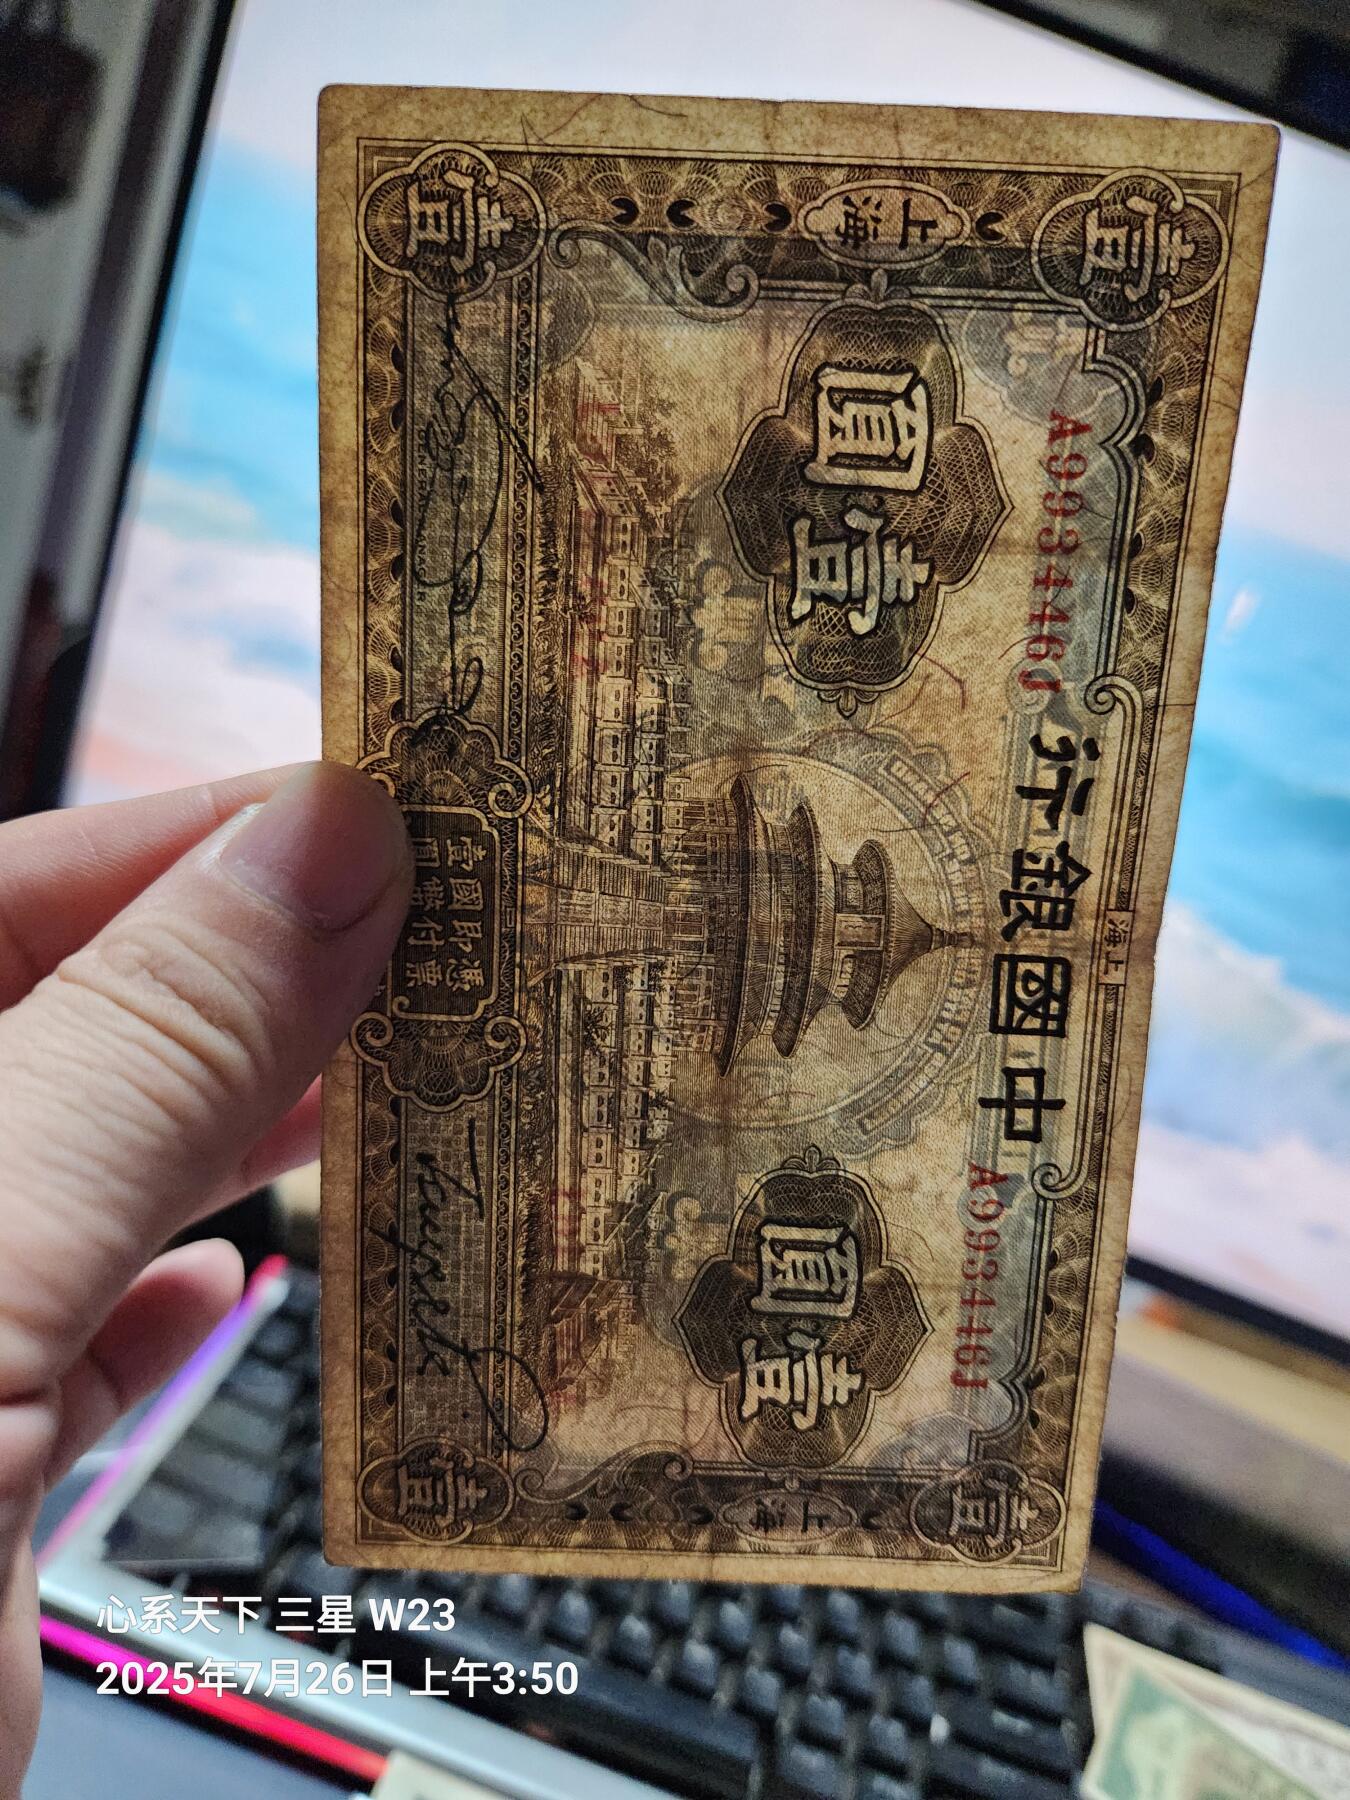 上海
壹
壹
A993446J
A993446J
中國銀行
上海
圓壹
圓壹
憑票
即付
國幣
壹圓
壹
壹
上海
心系天下 三星 W23
2025年7月26日 上午3:50